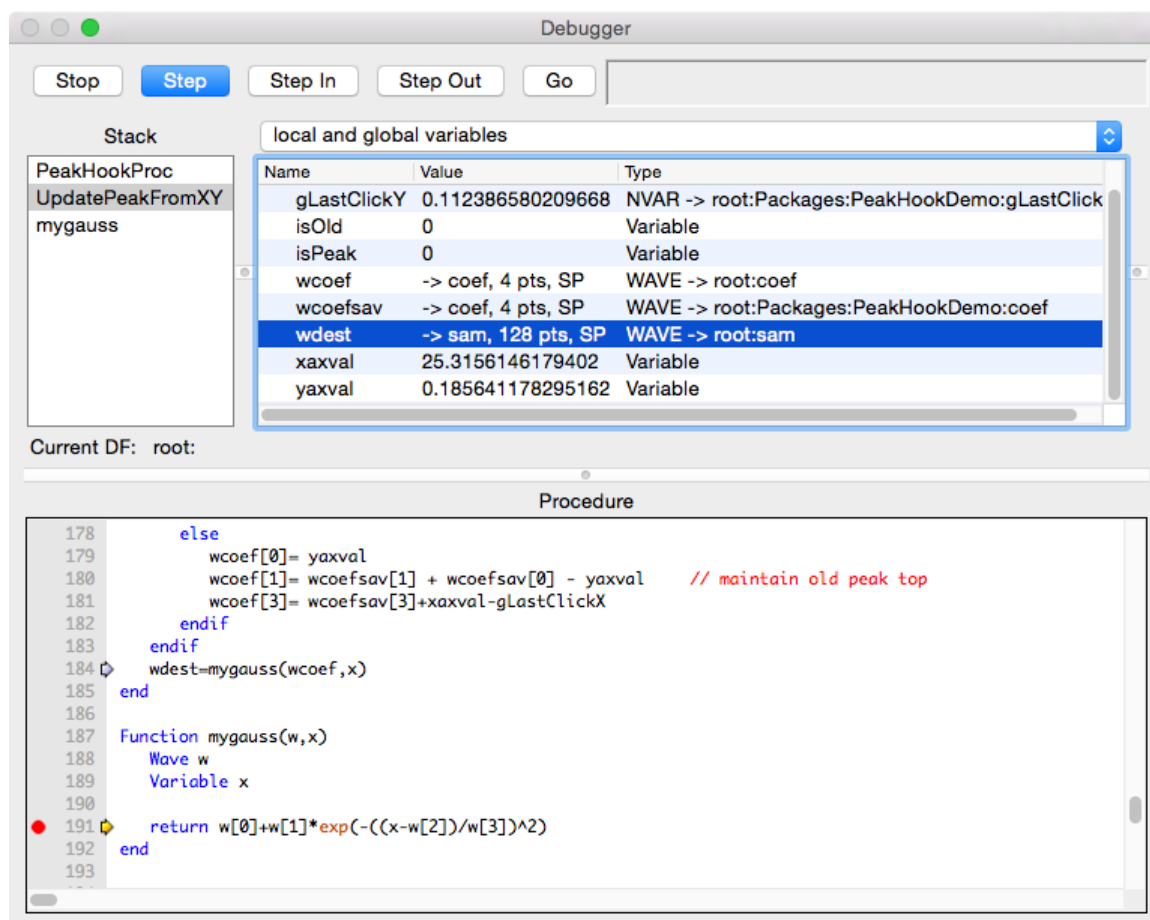 Debugger
Stop Step Step In Step Out Go
Stack local and global variables
PeakHookProc
UpdatePeakFromXY
mygauss
Name Value Type
gLastClickY 0.112386580209668 NVAR -> root:Packages:PeakHookDemo:gLastClick
isOld 0 Variable
isPeak 0 Variable
wcoef -> coef, 4 pts, SP WAVE -> root:coef
wcoefsav -> coef, 4 pts, SP WAVE -> root:Packages:PeakHookDemo:coef
wdest -> sam, 128 pts, SP WAVE -> root:sam
xaxval 25.3156146179402 Variable
yaxval 0.185641178295162 Variable
Current DF: root:
Procedure
178 else
179 wcoef[0]= yaxval
180 wcoef[1]= wcoefsav[1] + wcoefsav[0] - yaxval // maintain old peak top
181 wcoef[3]= wcoefsav[3]+xaxval-gLastClickX
182 endif
183 endif
184 wdest=mygauss(wcoef,x)
185 end
186
187 Function mygauss(w,x)
188 Wave w
189 Variable x
190
191 return w[0]+w[1]*exp(-((x-w[2])/w[3])^2)
192 end
193